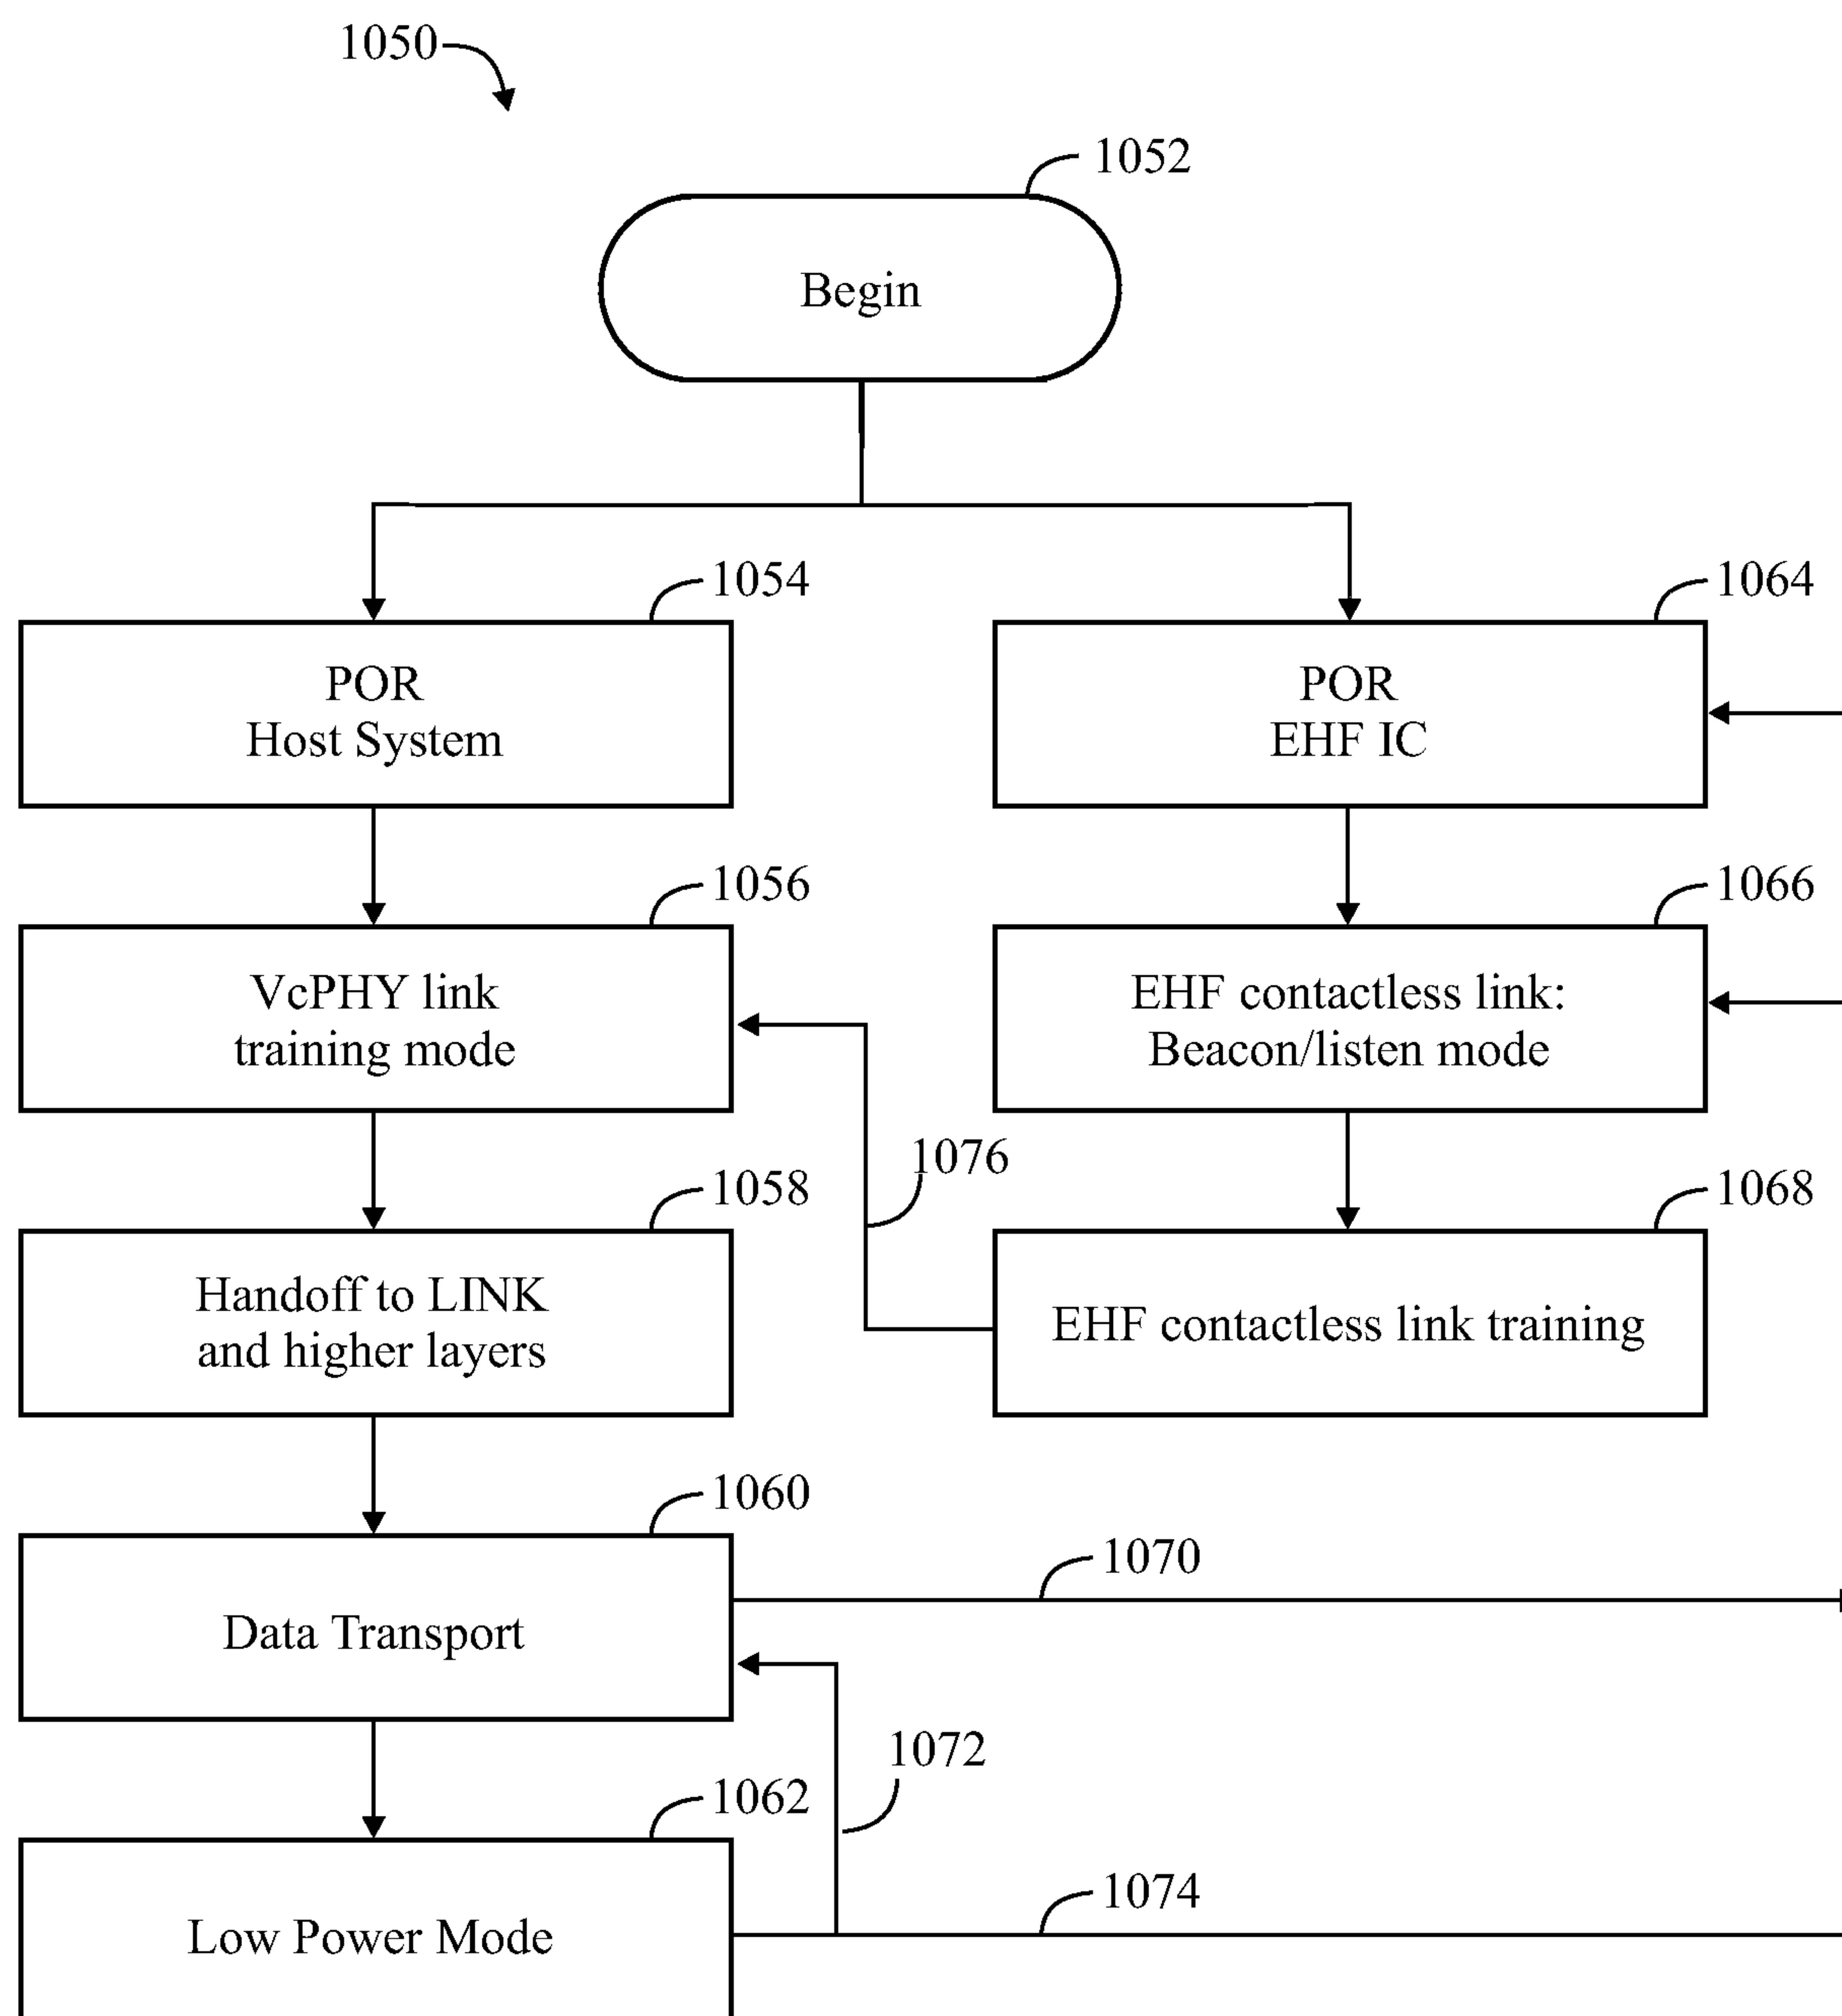 1050
1052
Begin
1054
1064
POR
Host System
POR
EHF IC
1056
1066
VcPHY link
training mode
EHF contactless link:
Beacon/listen mode
1076
1058
1068
Handoff to LINK
and higher layers
EHF contactless link training
1060
1070
Data Transport
1072
1062
1074
Low Power Mode